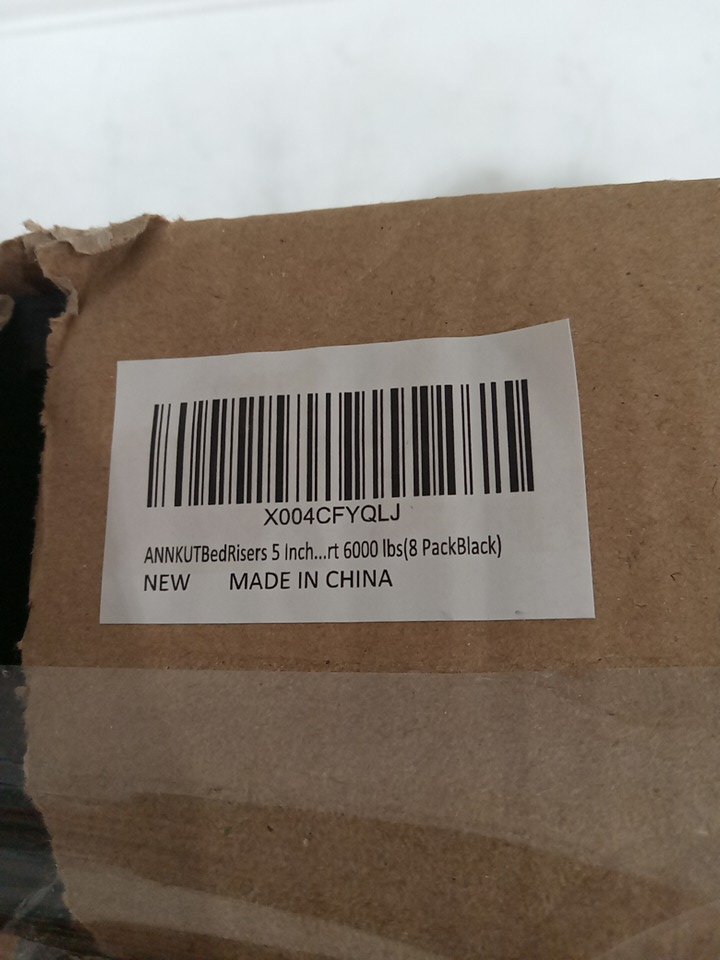 X004CFYQLJ
ANNKUTBedRisers 5 Inch...rt 6000 lbs(8 PackBlack)
NEW MADE IN CHINA